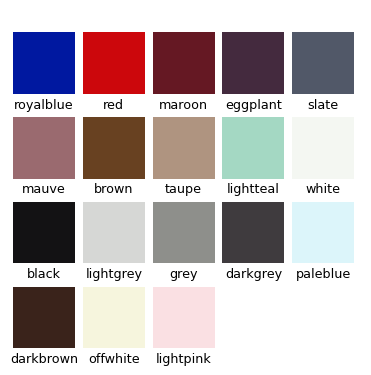 royalblue red maroon eggplant slate
mauve brown taupe lightteal white
black lightgrey grey darkgrey paleblue
darkbrown offwhite lightpink